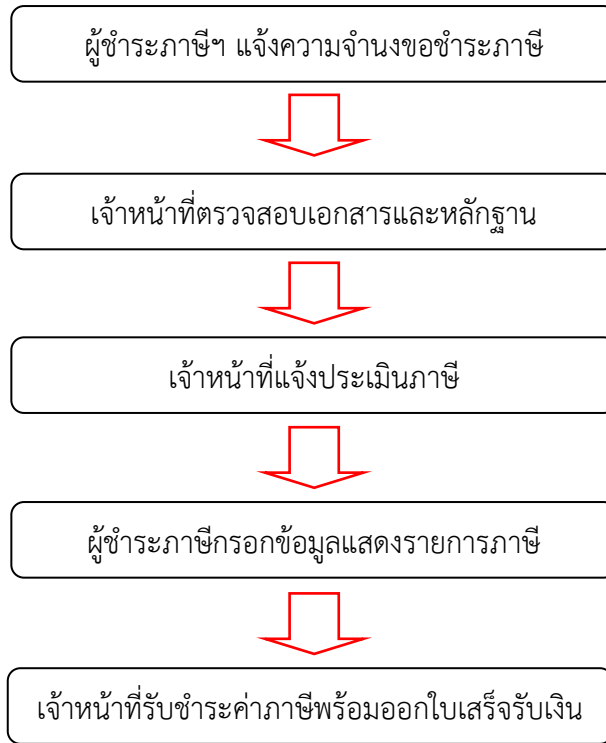 ผู้ชำระภาษีฯ แจ้งความจำนงขอชำระภาษี
เจ้าหน้าที่ตรวจสอบเอกสารและหลักฐาน
เจ้าหน้าที่แจ้งประเมินภาษี
ผู้ชำระภาษีกรอกข้อมูลแสดงรายการภาษี
เจ้าหน้าที่รับชำระค่าภาษีพร้อมออกใบเสร็จรับเงิน